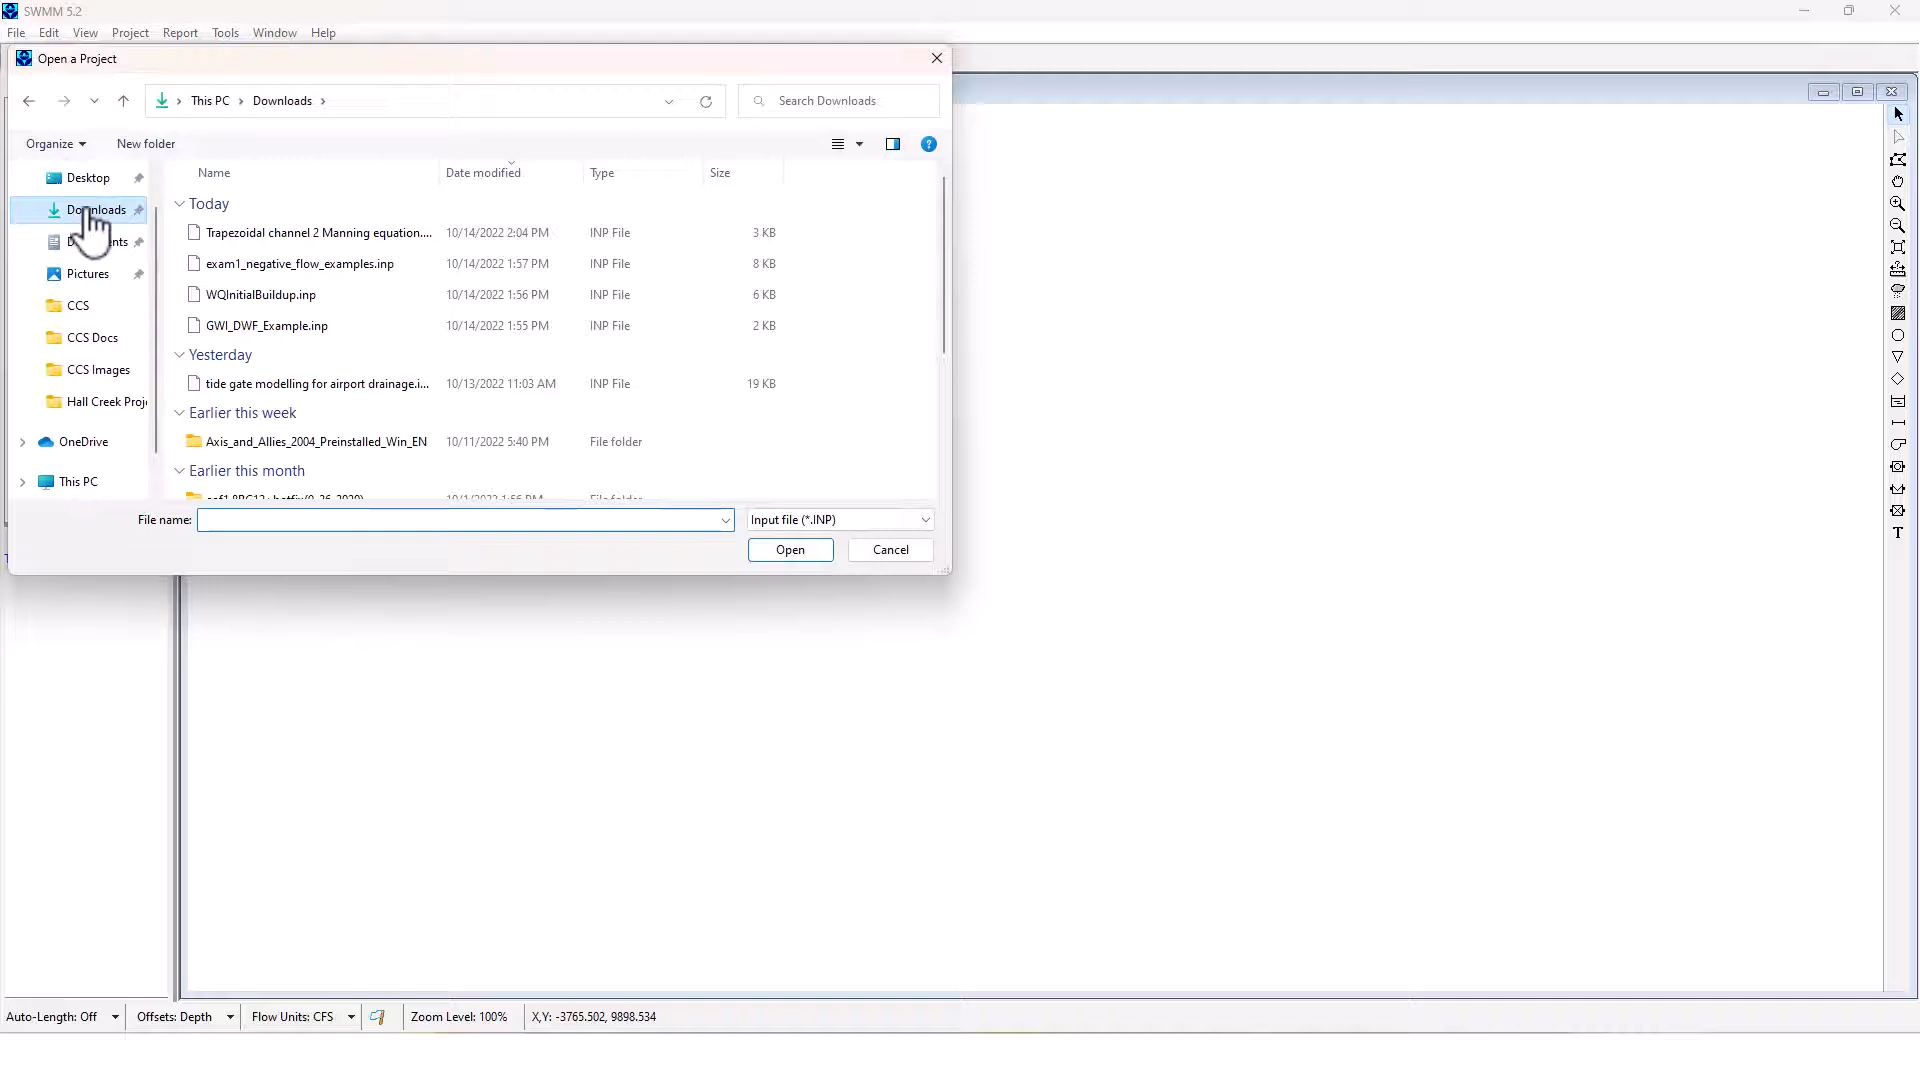 SWMM 5.2
File Edit View Project Report Tools Window Help
Open a Project
This PC > Downloads >
Search Downloads
Organize New folder
Name Date modified Type Size
Desktop
Downloads
Pictures
CCS
CCS Docs
CCS Images
Hall Creek Proj
OneDrive
This PC
Today
Trapezoidal channel 2 Manning equation.... 10/14/2022 2:04 PM INP File 3 KB
exam1_negative_flow_examples.inp 10/14/2022 1:57 PM INP File 8 KB
WQInitialBuildup.inp 10/14/2022 1:56 PM INP File 6 KB
GWI_DWF_Example.inp 10/14/2022 1:55 PM INP File 2 KB
Yesterday
tide gate modelling for airport drainage.i... 10/13/2022 11:03 AM INP File 19 KB
Earlier this week
Axis_and_Allies_2004_Preinstalled_Win_EN 10/11/2022 5:40 PM File folder
Earlier this month
File name: Input file (*.INP)
Open Cancel
T
Auto-Length: Off Offsets: Depth Flow Units: CFS Zoom Level: 100% X,Y: -3765.502, 9898.534